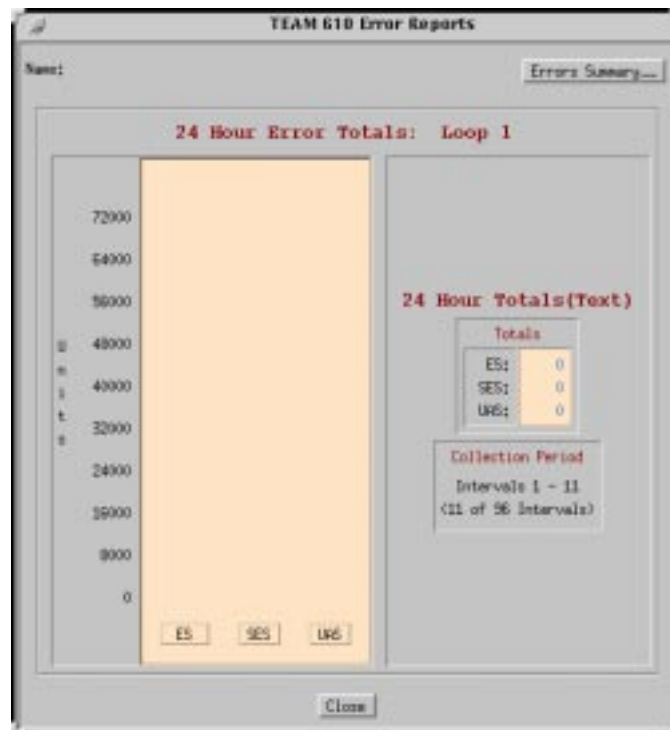 TEAM 610 Error Reports
Name:
Errors Summary...
24 Hour Error Totals: Loop 1
Units
72000
64000
56000
48000
40000
32000
24000
16000
8000
0
ES
SES
UAS
24 Hour Totals(Text)
Totals
ES: 0
SES: 0
UAS: 0
Collection Period
Intervals 1 - 11
(11 of 96 Intervals)
Close